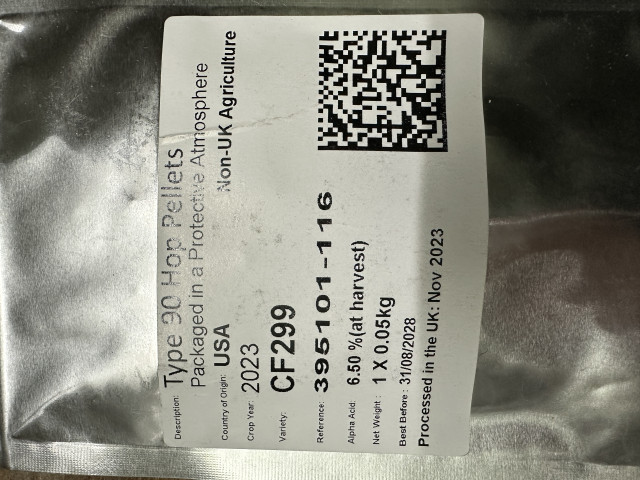 Description: Type 90 Hop Pellets
Packaged in a Protective Atmosphere
Country of Origin: USA Non-UK Agriculture
Crop Year: 2023
Variety: CF299
Reference: 395101-116
Alpha Acid: 6.50 %(at harvest)
Net Weight : 1 X 0.05kg
Best Before : 31/08/2028
Processed in the UK: Nov 2023